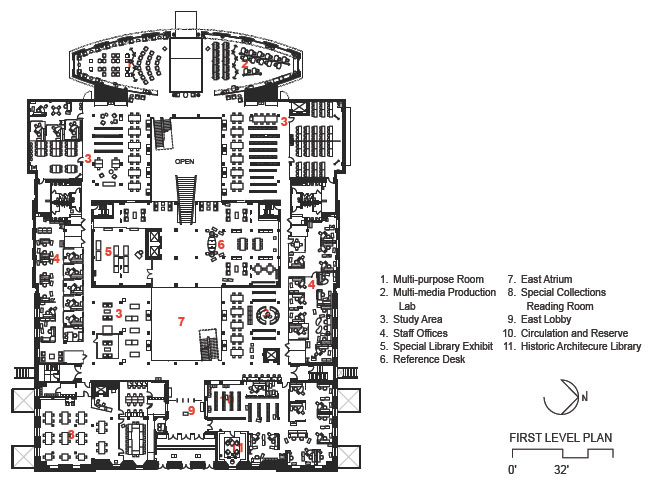 1
2
3
3
OPEN
5
6
4
4
3
7
9
8
11
1. Multi-purpose Room
2. Multi-media Production
Lab
3. Study Area
4. Staff Offices
5. Special Library Exhibit
6. Reference Desk
7. East Atrium
8. Special Collections
Reading Room
9. East Lobby
10. Circulation and Reserve
11. Historic Architecure Library
N
FIRST LEVEL PLAN
0' 32'